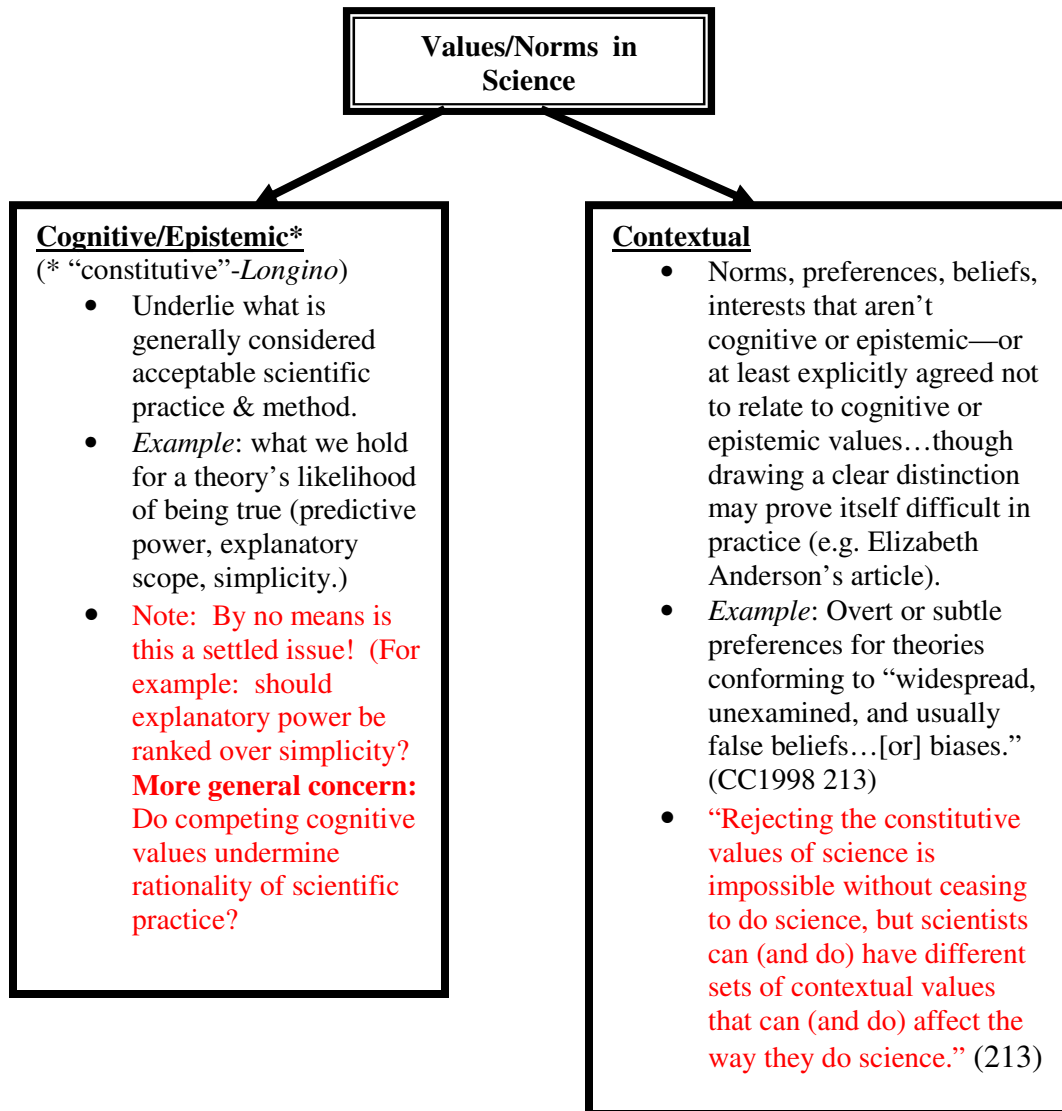 Values/Norms in
Science
Cognitive/Epistemic*
(* “constitutive”-Longino)
• Underlie what is
generally considered
acceptable scientific
practice & method.
• Example: what we hold
for a theory’s likelihood
of being true (predictive
power, explanatory
scope, simplicity.)
• Note: By no means is
this a settled issue! (For
example: should
explanatory power be
ranked over simplicity?
More general concern:
Do competing cognitive
values undermine
rationality of scientific
practice?
Contextual
• Norms, preferences, beliefs,
interests that aren’t
cognitive or epistemic—or
at least explicitly agreed not
to relate to cognitive or
epistemic values…though
drawing a clear distinction
may prove itself difficult in
practice (e.g. Elizabeth
Anderson’s article).
• Example: Overt or subtle
preferences for theories
conforming to “widespread,
unexamined, and usually
false beliefs…[or] biases.”
(CC1998 213)
• “Rejecting the constitutive
values of science is
impossible without ceasing
to do science, but scientists
can (and do) have different
sets of contextual values
that can (and do) affect the
way they do science.” (213)